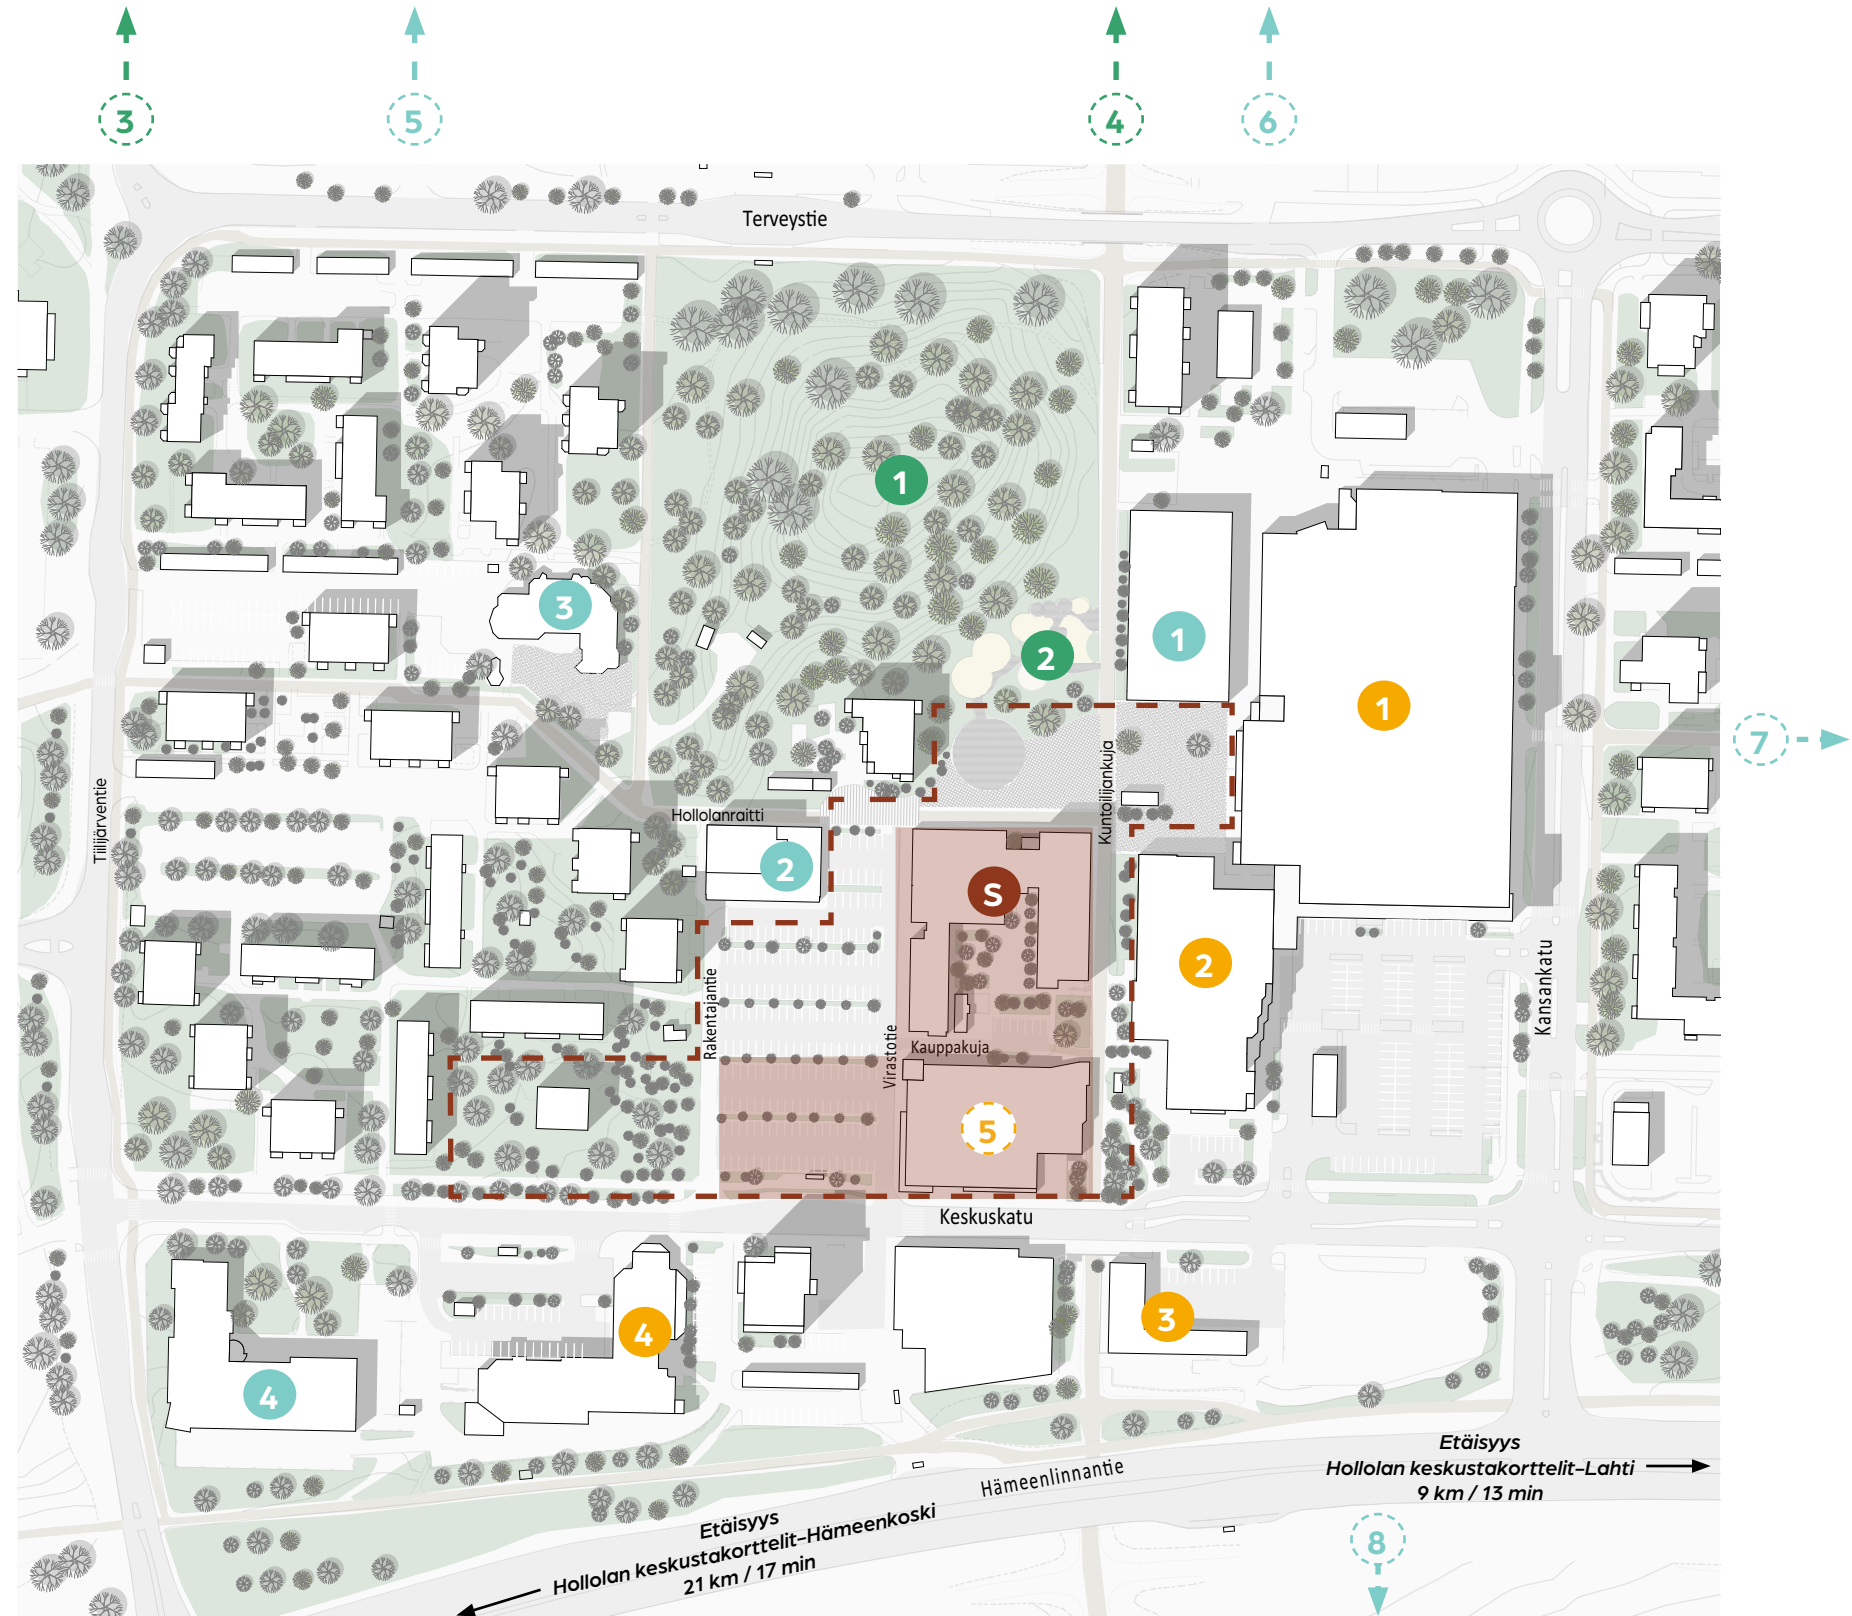 3
5
4
6
Terveystie
1
3
2
1
1
7
Kuntoilijankuja
Tiilijärventie
Hollolanraitti
2
S
2
Kansankatu
Rakentajantie
Virastotie
Kauppakuja
5
Keskuskatu
4
3
4
Etäisyys
Hollolan keskustakorttelit–Lahti
9 km / 13 min
Hämeenlinnantie
Etäisyys
Hollolan keskustakorttelit–Hämeenkoski
21 km / 17 min
8